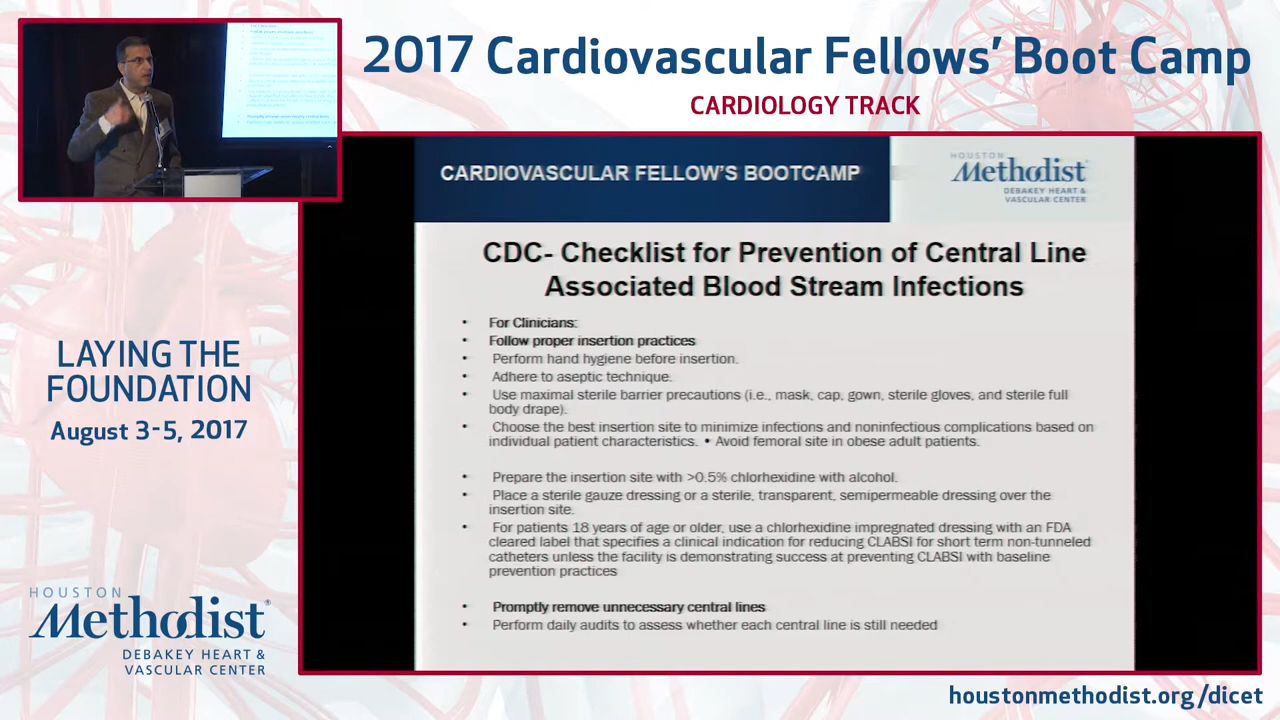 2017 Cardiovascular Fellows’ Boot Camp
CARDIOLOGY TRACK
CARDIOVASCULAR FELLOW'S BOOTCAMP
HOUSTON
Methodist
DEBAKEY HEART &
VASCULAR CENTER
CDC- Checklist for Prevention of Central Line
Associated Blood Stream Infections
• For Clinicians:
• Follow proper insertion practices
• Perform hand hygiene before insertion.
• Adhere to aseptic technique.
• Use maximal sterile barrier precautions (i.e., mask, cap, gown, sterile gloves, and sterile full
body drape).
• Choose the best insertion site to minimize infections and noninfectious complications based on
individual patient characteristics. • Avoid femoral site in obese adult patients.
• Prepare the insertion site with >0.5% chlorhexidine with alcohol.
• Place a sterile gauze dressing or a sterile, transparent, semipermeable dressing over the
insertion site.
• For patients 18 years of age or older, use a chlorhexidine impregnated dressing with an FDA
cleared label that specifies a clinical indication for reducing CLABSI for short term non-tunneled
catheters unless the facility is demonstrating success at preventing CLABSI with baseline
prevention practices
• Promptly remove unnecessary central lines
• Perform daily audits to assess whether each central line is still needed
LAYING THE
FOUNDATION
August 3-5, 2017
HOUSTON
Methodist®
DEBAKEY HEART &
VASCULAR CENTER
houstonmethodist.org/dicet